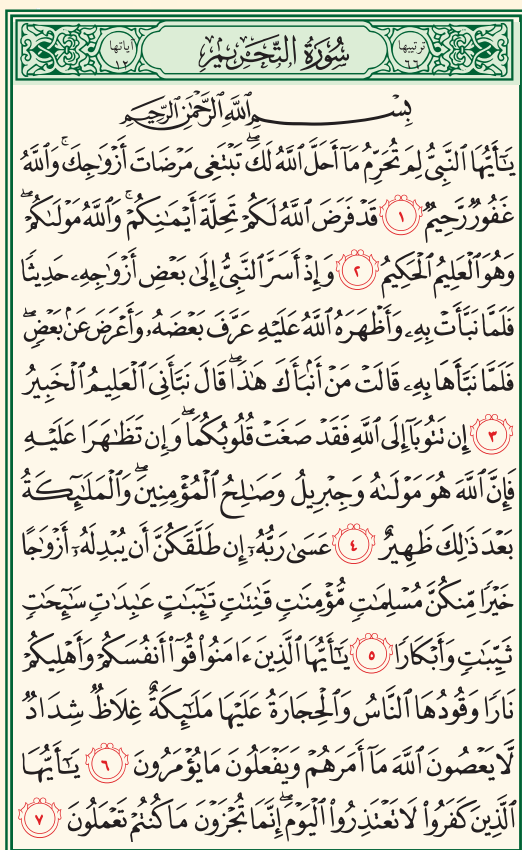 ترتيبها ٦٦ سُورَةُ التَّحْرِيمِ آياتها ١٢
بِسْمِ ٱللَّهِ ٱلرَّحْمَٰنِ ٱلرَّحِيمِ
يَٰٓأَيُّهَا ٱلنَّبِيُّ لِمَ تُحَرِّمُ مَآ أَحَلَّ ٱللَّهُ لَكَۖ تَبْتَغِى مَرْضَاتَ أَزْوَٰجِكَۚ وَٱللَّهُ
غَفُورٌ رَّحِيمٌ ١ قَدْ فَرَضَ ٱللَّهُ لَكُمْ تَحِلَّةَ أَيْمَٰنِكُمْۚ وَٱللَّهُ مَوْلَىٰكُمْۖ
وَهُوَ ٱلْعَلِيمُ ٱلْحَكِيمُ ٢ وَإِذْ أَسَرَّ ٱلنَّبِيُّ إِلَىٰ بَعْضِ أَزْوَٰجِهِۦ حَدِيثًا
فَلَمَّا نَبَّأَتْ بِهِۦ وَأَظْهَرَهُ ٱللَّهُ عَلَيْهِ عَرَّفَ بَعْضَهُۥ وَأَعْرَضَ عَنۢ بَعْضٍۖ
فَلَمَّا نَبَّأَهَا بِهِۦ قَالَتْ مَنْ أَنۢبَأَكَ هَٰذَاۖ قَالَ نَبَّأَنِىَ ٱلْعَلِيمُ ٱلْخَبِيرُ
٣ إِن تَتُوبَآ إِلَى ٱللَّهِ فَقَدْ صَغَتْ قُلُوبُكُمَاۖ وَإِن تَظَٰهَرَا عَلَيْهِ
فَإِنَّ ٱللَّهَ هُوَ مَوْلَىٰهُ وَجِبْرِيلُ وَصَٰلِحُ ٱلْمُؤْمِنِينَۖ وَٱلْمَلَٰٓئِكَةُ
بَعْدَ ذَٰلِكَ ظَهِيرٌ ٤ عَسَىٰ رَبُّهُۥٓ إِن طَلَّقَكُنَّ أَن يُبْدِلَهُۥٓ أَزْوَٰجًا
خَيْرًا مِّنكُنَّ مُسْلِمَٰتٍ مُّؤْمِنَٰتٍ قَٰنِتَٰتٍ تَٰٓئِبَٰتٍ عَٰبِدَٰتٍ سَٰٓئِحَٰتٍ
ثَيِّبَٰتٍ وَأَبْكَارًا ٥ يَٰٓأَيُّهَا ٱلَّذِينَ ءَامَنُوا۟ قُوٓا۟ أَنفُسَكُمْ وَأَهْلِيكُمْ
نَارًا وَقُودُهَا ٱلنَّاسُ وَٱلْحِجَارَةُ عَلَيْهَا مَلَٰٓئِكَةٌ غِلَاظٌ شِدَادٌ
لَّا يَعْصُونَ ٱللَّهَ مَآ أَمَرَهُمْ وَيَفْعَلُونَ مَا يُؤْمَرُونَ ٦ يَٰٓأَيُّهَا
ٱلَّذِينَ كَفَرُوا۟ لَا تَعْتَذِرُوا۟ ٱلْيَوْمَۖ إِنَّمَا تُجْزَوْنَ مَا كُنتُمْ تَعْمَلُونَ ٧